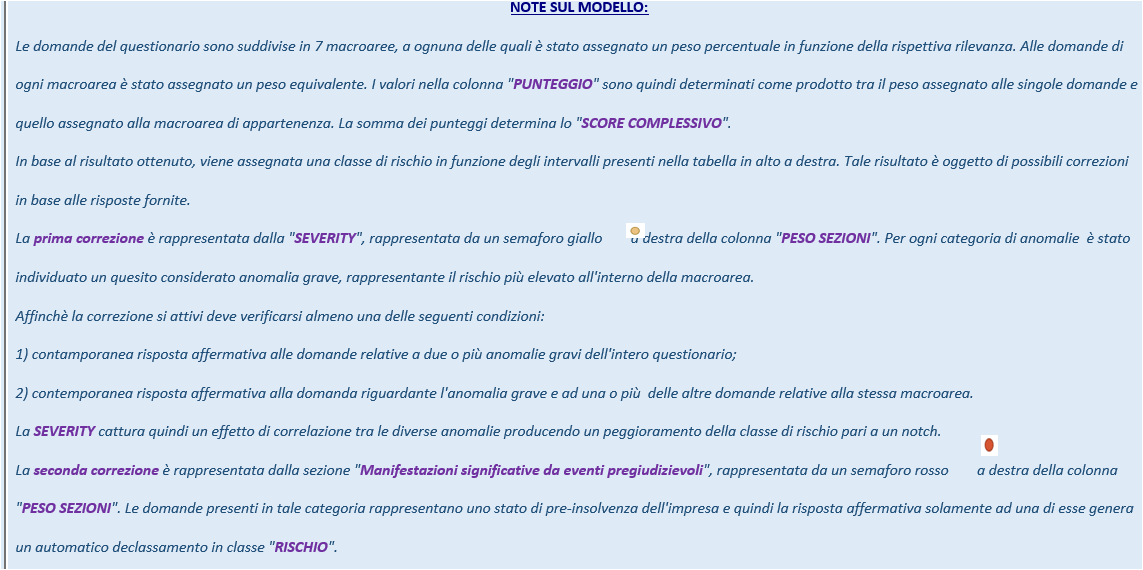 NOTE SUL MODELLO:
Le domande del questionario sono suddivise in 7 macroaree, a ognuna delle quali è stato assegnato un peso percentuale in funzione della rispettiva rilevanza. Alle domande di
ogni macroarea è stato assegnato un peso equivalente. I valori nella colonna "PUNTEGGIO" sono quindi determinati come prodotto tra il peso assegnato alle singole domande e
quello assegnato alla macroarea di appartenenza. La somma dei punteggi determina lo "SCORE COMPLESSIVO".
In base al risultato ottenuto, viene assegnata una classe di rischio in funzione degli intervalli presenti nella tabella in alto a destra. Tale risultato è oggetto di possibili correzioni
in base alle risposte fornite.
La prima correzione è rappresentata dalla "SEVERITY", rappresentata da un semaforo giallo a destra della colonna "PESO SEZIONI". Per ogni categoria di anomalie è stato
individuato un quesito considerato anomalia grave, rappresentante il rischio più elevato all'interno della macroarea.
Affinchè la correzione si attivi deve verificarsi almeno una delle seguenti condizioni:
1) contamporanea risposta affermativa alle domande relative a due o più anomalie gravi dell'intero questionario;
2) contemporanea risposta affermativa alla domanda riguardante l'anomalia grave e ad una o più delle altre domande relative alla stessa macroarea.
La SEVERITY cattura quindi un effetto di correlazione tra le diverse anomalie producendo un peggioramento della classe di rischio pari a un notch.
La seconda correzione è rappresentata dalla sezione "Manifestazioni significative da eventi pregiudizievoli", rappresentata da un semaforo rosso a destra della colonna
"PESO SEZIONI". Le domande presenti in tale categoria rappresentano uno stato di pre-insolvenza dell'impresa e quindi la risposta affermativa solamente ad una di esse genera
un automatico declassamento in classe "RISCHIO".